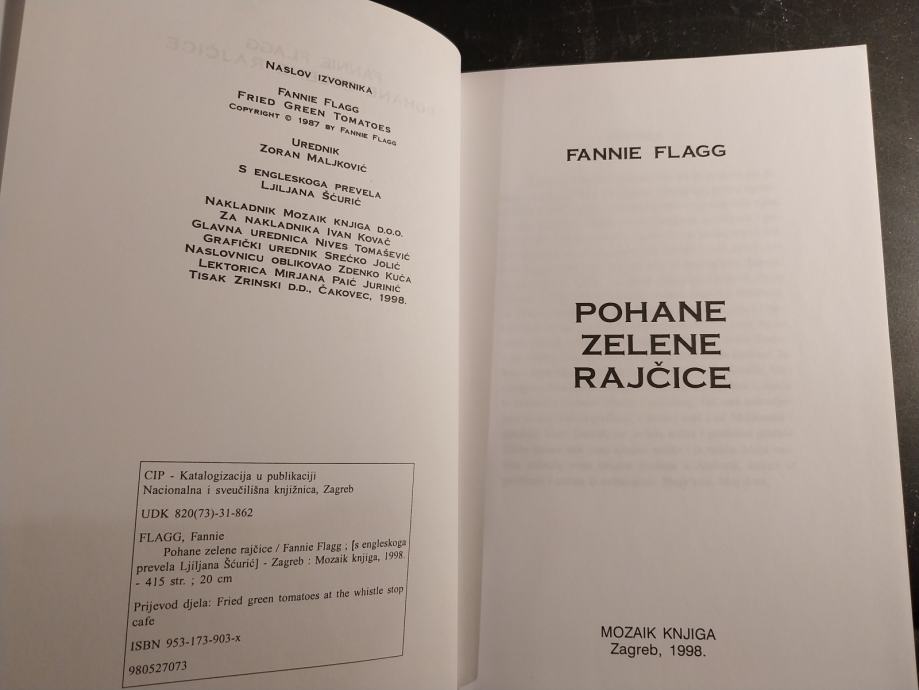 NASLOV IZVORNIKA
FANNIE FLAGG
FRIED GREEN TOMATOES
COPYRIGHT © 1987 BY FANNIE FLAGG
UREDNIK
ZORAN MALJKOVIĆ
S ENGLESKOGA PREVELA
LJILJANA ŠĆURIĆ
NAKLADNIK MOZAIK KNJIGA D.O.O.
ZA NAKLADNIKA IVAN KOVAČ
GLAVNA UREDNICA NIVES TOMAŠEVIĆ
GRAFIČKI UREDNIK SREĆKO JOLIĆ
NASLOVNICU OBLIKOVAO ZDENKO KUĆA
LEKTORICA MIRJANA PAIĆ JURINIĆ
TISAK ZRINSKI D.D., ČAKOVEC, 1998.
CIP - Katalogizacija u publikaciji
Nacionalna i sveučilišna knjižnica, Zagreb
UDK 820(73)-31-862
FLAGG, Fannie
Pohane zelene rajčice / Fannie Flagg ; [s engleskoga
prevela Ljiljana Šćurić] - Zagreb : Mozaik knjiga, 1998.
- 415 str. ; 20 cm
Prijevod djela: Fried green tomatoes at the whistle stop
cafe
ISBN 953-173-903-x
980527073
FANNIE FLAGG
POHANE
ZELENE
RAJČICE
MOZAIK KNJIGA
Zagreb, 1998.